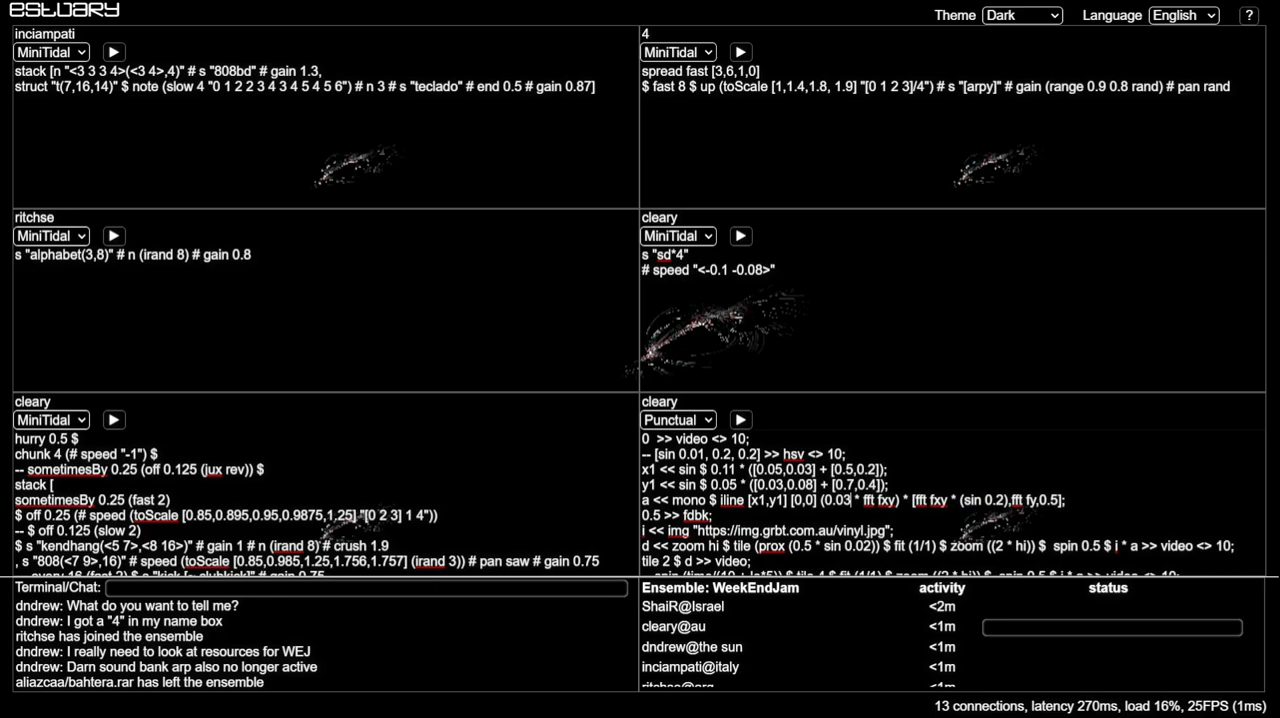 estuary
Theme Dark Language English ?
inciampati
MiniTidal
stack [n "<3 3 3 4>(<3 4>,4)" # s "808bd" # gain 1.3,
struct "t(7,16,14)" $ note (slow 4 "0 1 2 2 3 4 3 4 5 4 5 6") # n 3 # s "teclado" # end 0.5 # gain 0.87]
4
MiniTidal
spread fast [3,6,1,0]
$ fast 8 $ up (toScale [1,1.4,1.8, 1.9] "[0 1 2 3]/4") # s "[arpy]" # gain (range 0.9 0.8 rand) # pan rand
ritchse
MiniTidal
s "alphabet(3,8)" # n (irand 8) # gain 0.8
cleary
MiniTidal
s "sd*4"
# speed "<-0.1 -0.08>"
cleary
MiniTidal
hurry 0.5 $
chunk 4 (# speed "-1") $
-- sometimesBy 0.25 (off 0.125 (jux rev)) $
stack [
sometimesBy 0.25 (fast 2)
$ off 0.25 (# speed (toScale [0.85,0.895,0.95,0.9875,1.25] "[0 2 3] 1 4"))
-- $ off 0.125 (slow 2)
$ s "kendhang(<5 7>,<8 16>)" # gain 1 # n (irand 8) # crush 1.9
, s "808(<7 9>,16)" # speed (toScale [0.85,0.985,1.25,1.756,1.757] (irand 3)) # pan saw # gain 0.75
cleary
Punctual
0 >> video <> 10;
-- [sin 0.01, 0.2, 0.2] >> hsv <> 10;
x1 << sin $ 0.11 * ([0.05,0.03] + [0.5,0.2]);
y1 << sin $ 0.05 * ([0.03,0.08] + [0.7,0.4]);
a << mono $ iline [x1,y1] [0,0] (0.03 * fft fxy) * [fft fxy * (sin 0.2),fft fy,0.5];
0.5 >> fdbk;
i << img "https://img.grbt.com.au/vinyl.jpg";
d << zoom hi $ tile (prox (0.5 * sin 0.02)) $ fit (1/1) $ zoom ((2 * hi)) $ spin 0.5 $ i * a >> video <> 10;
tile 2 $ d >> video;
Terminal/Chat:
dndrew: What do you want to tell me?
dndrew: I got a "4" in my name box
ritchse has joined the ensemble
dndrew: I really need to look at resources for WEJ
dndrew: Darn sound bank arp also no longer active
aliazcaa/bahtera.rar has left the ensemble
Ensemble: WeekEndJam activity status
ShaiR@Israel <2m
cleary@au <1m
dndrew@the sun <1m
inciampati@italy <1m
13 connections, latency 270ms, load 16%, 25FPS (1ms)